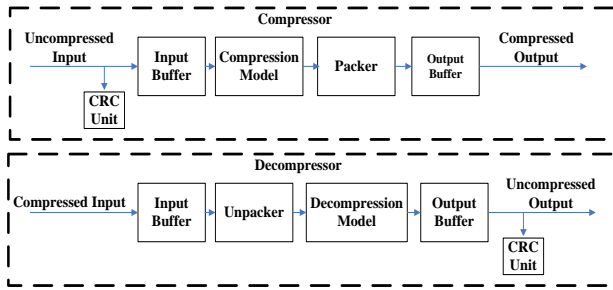 Compressor
Uncompressed
Input
Input
Buffer
Compression
Model
Packer
Output
Buffer
Compressed
Output
CRC
Unit
Decompressor
Compressed Input
Input
Buffer
Unpacker
Decompression
Model
Output
Buffer
Uncompressed
Output
CRC
Unit